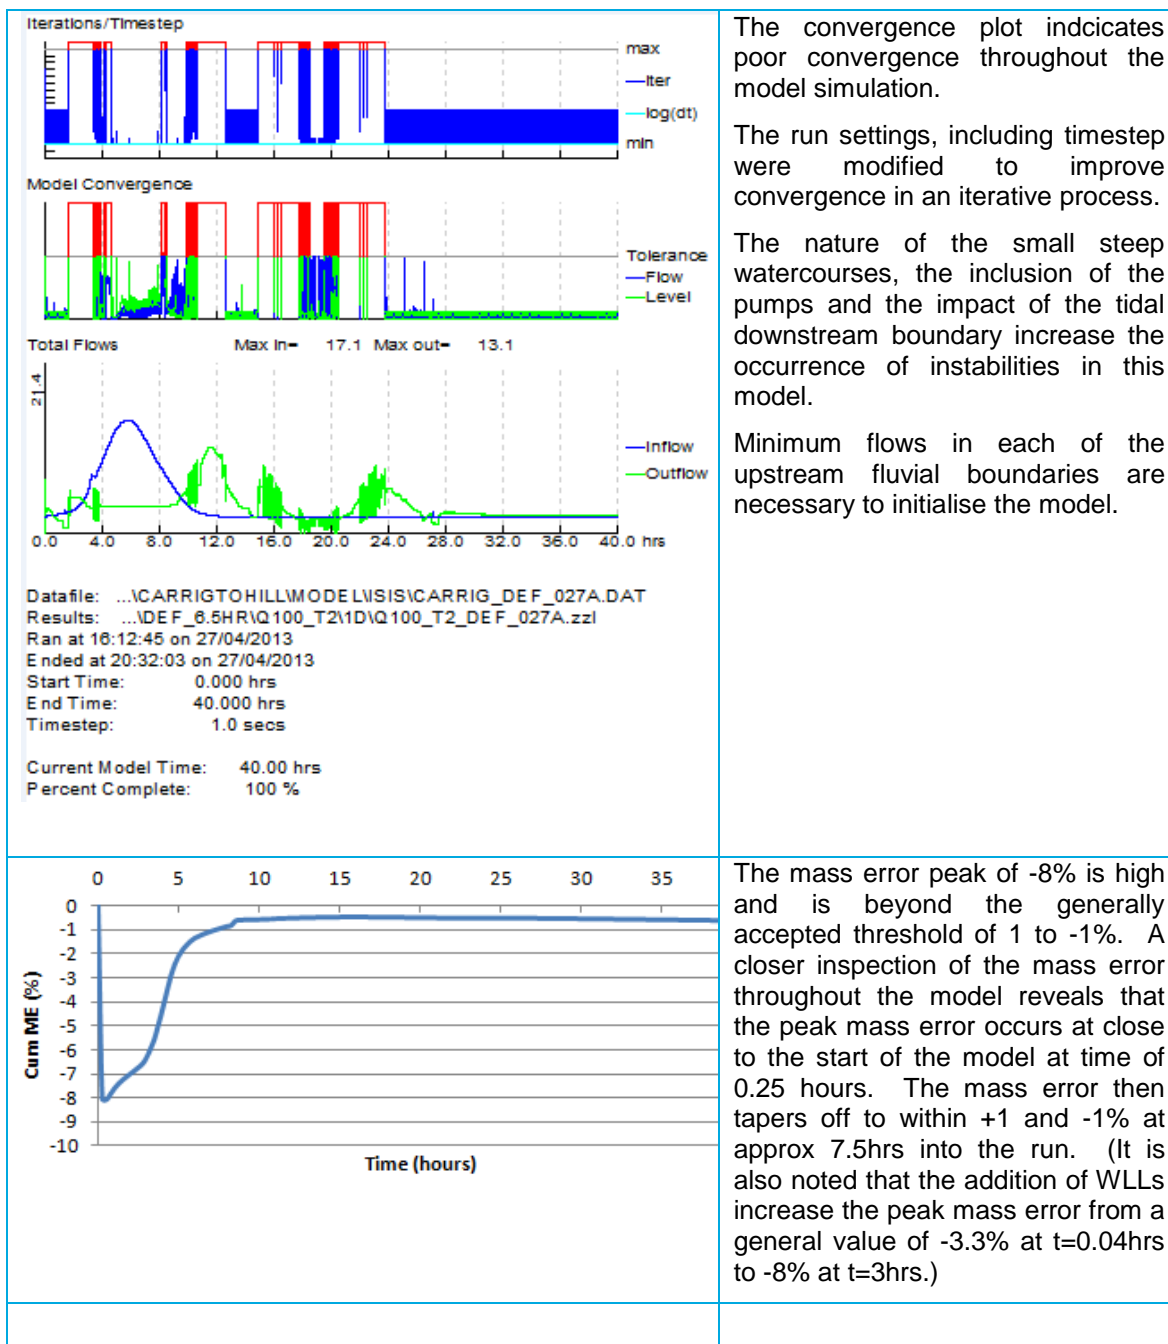 Iterations/Timestep
max
Iter
log(dt)
min
Model Convergence
Tolerance
Flow
Level
Total Flows Max in= 17.1 Max out= 13.1
21.4
Inflow
Outflow
0.0 4.0 8.0 12.0 16.0 20.0 24.0 28.0 32.0 36.0 40.0 hrs
Datafile: ...\CARRIGTOHILL\MODEL\ISIS\CARRIG_DEF_027A.DAT
Results: ...\DEF_6.5HR\Q100_T2\1D\Q100_T2_DEF_027A.zzl
Ran at 16:12:45 on 27/04/2013
Ended at 20:32:03 on 27/04/2013
Start Time: 0.000 hrs
End Time: 40.000 hrs
Timestep: 1.0 secs
Current Model Time: 40.00 hrs
Percent Complete: 100 %
The convergence plot indcicates
poor convergence throughout the
model simulation.
The run settings, including timestep
were modified to improve
convergence in an iterative process.
The nature of the small steep
watercourses, the inclusion of the
pumps and the impact of the tidal
downstream boundary increase the
occurrence of instabilities in this
model.
Minimum flows in each of the
upstream fluvial boundaries are
necessary to initialise the model.
0 5 10 15 20 25 30 35
0
-1
-2
-3
-4
-5
-6
-7
-8
-9
-10
Cum ME (%)
Time (hours)
The mass error peak of -8% is high
and is beyond the generally
accepted threshold of 1 to -1%. A
closer inspection of the mass error
throughout the model reveals that
the peak mass error occurs at close
to the start of the model at time of
0.25 hours. The mass error then
tapers off to within +1 and -1% at
approx 7.5hrs into the run. (It is
also noted that the addition of WLLs
increase the peak mass error from a
general value of -3.3% at t=0.04hrs
to -8% at t=3hrs.)